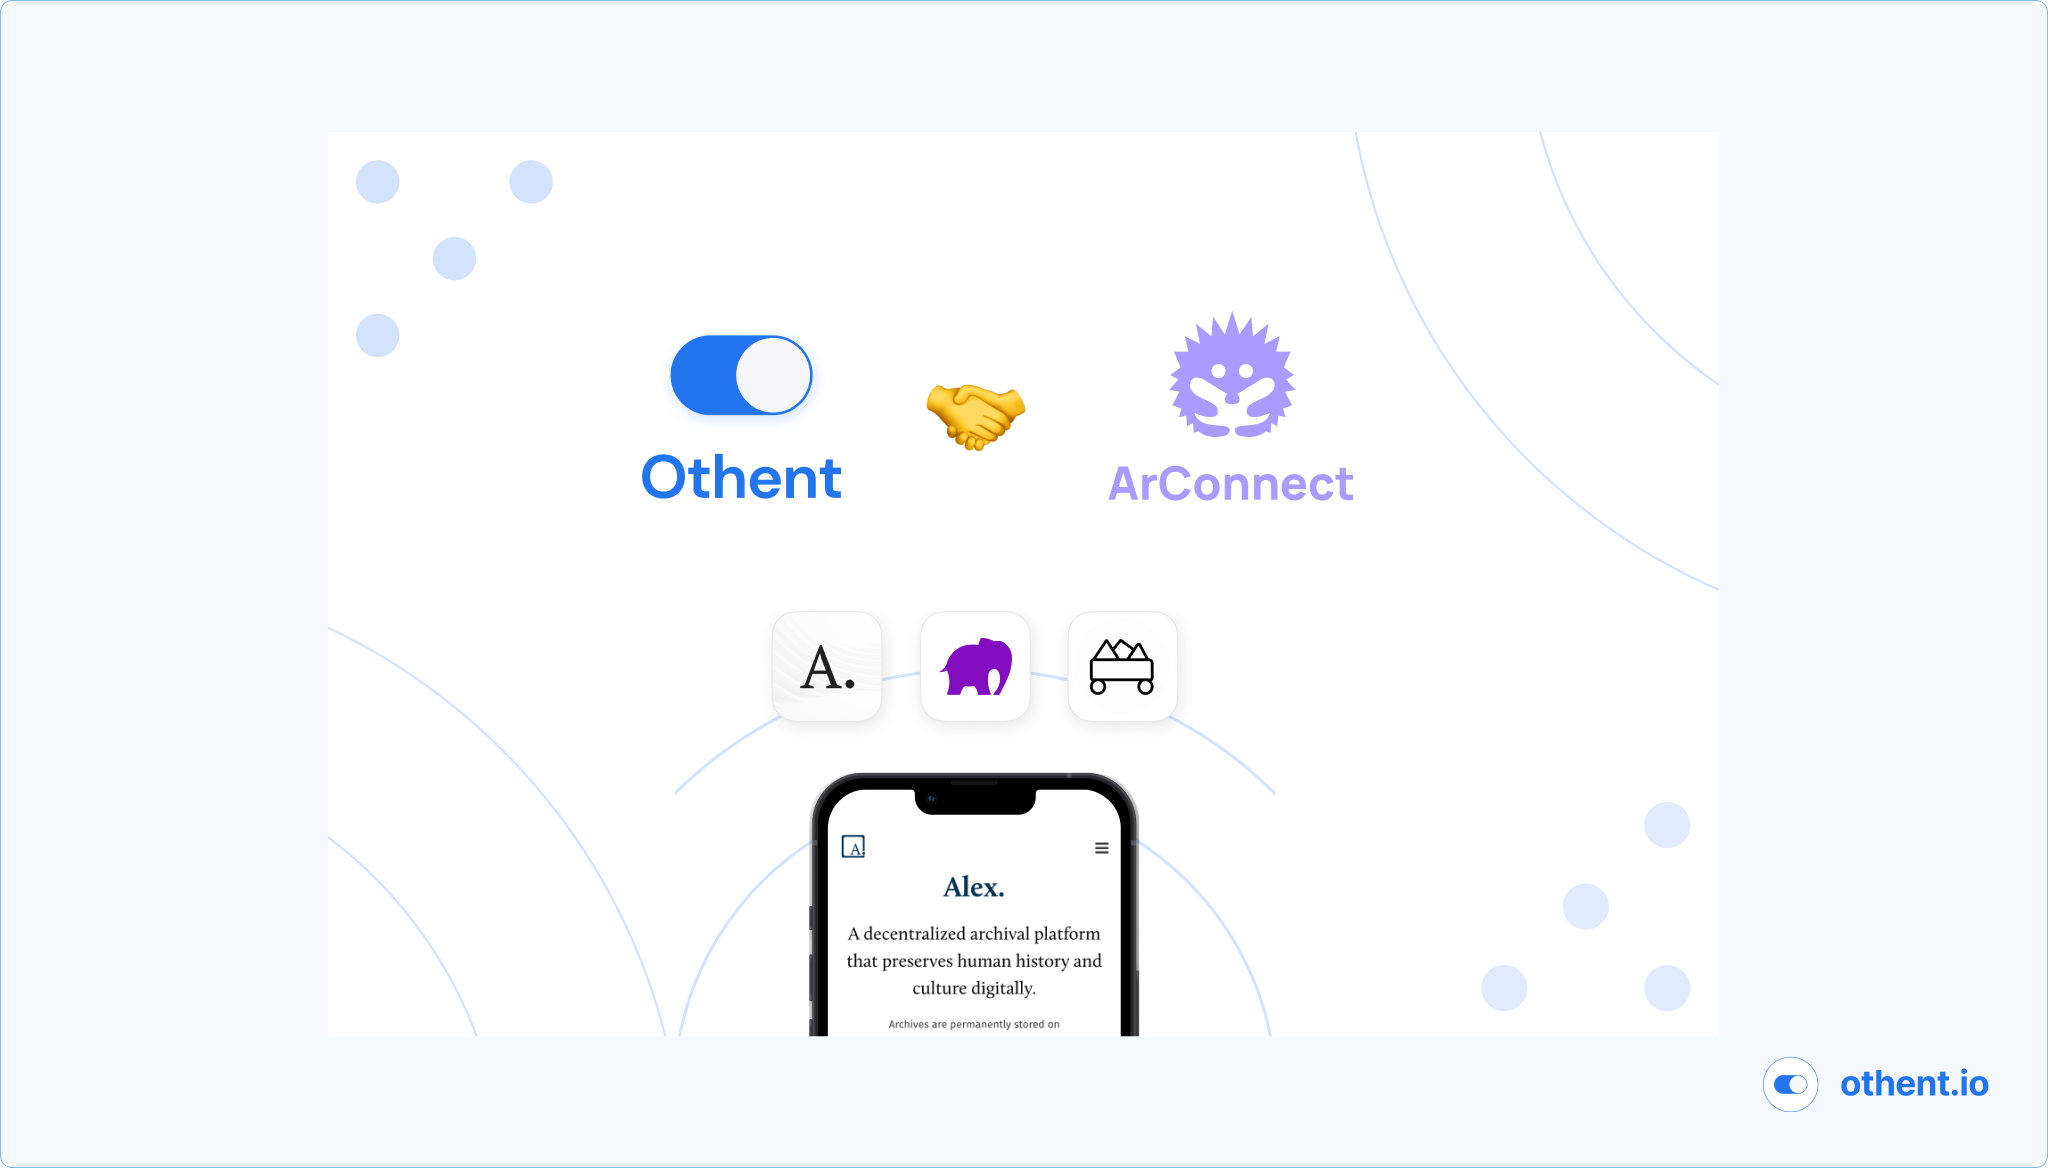 Othent
ArConnect
A.
A.
Alex.
A decentralized archival platform
that preserves human history and
culture digitally.
Archives are permanently stored on
othent.io